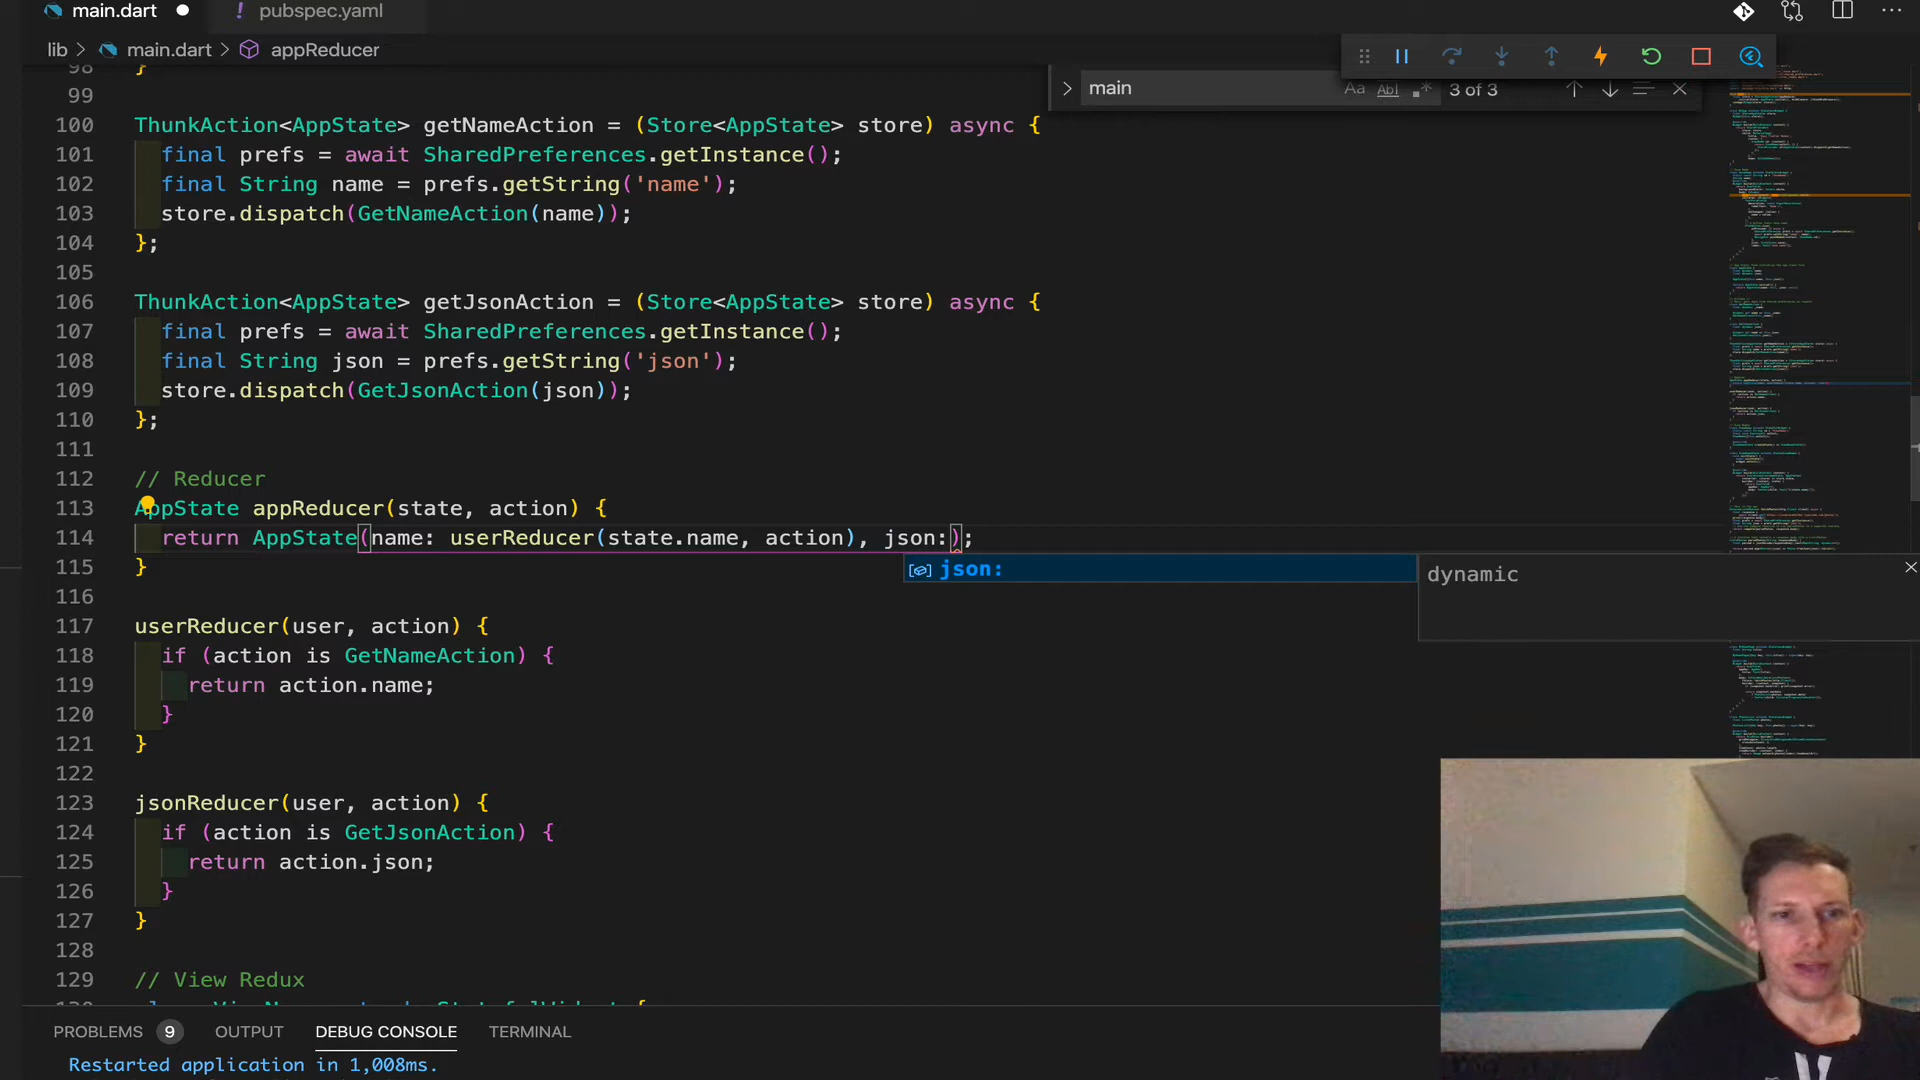 main.dart
pubspec.yaml
lib > main.dart > appReducer
main
Aa Abl .* 3 of 3
98 }
99
100 ThunkAction<AppState> getNameAction = (Store<AppState> store) async {
101 final prefs = await SharedPreferences.getInstance();
102 final String name = prefs.getString('name');
103 store.dispatch(GetNameAction(name));
104 };
105
106 ThunkAction<AppState> getJsonAction = (Store<AppState> store) async {
107 final prefs = await SharedPreferences.getInstance();
108 final String json = prefs.getString('json');
109 store.dispatch(GetJsonAction(json));
110 };
111
112 // Reducer
113 AppState appReducer(state, action) {
114 return AppState(name: userReducer(state.name, action), json:);
json:
dynamic
115 }
116
117 userReducer(user, action) {
118 if (action is GetNameAction) {
119 return action.name;
120 }
121 }
122
123 jsonReducer(user, action) {
124 if (action is GetJsonAction) {
125 return action.json;
126 }
127 }
128
129 // View Redux
PROBLEMS 9 OUTPUT DEBUG CONSOLE TERMINAL
Restarted application in 1,008ms.